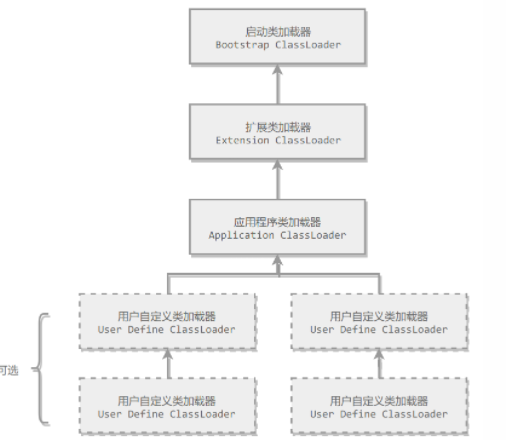 启动类加载器
Bootstrap ClassLoader
扩展类加载器
Extension ClassLoader
应用程序类加载器
Application ClassLoader
用户自定义类加载器
User Define ClassLoader
用户自定义类加载器
User Define ClassLoader
可选
用户自定义类加载器
User Define ClassLoader
用户自定义类加载器
User Define ClassLoader